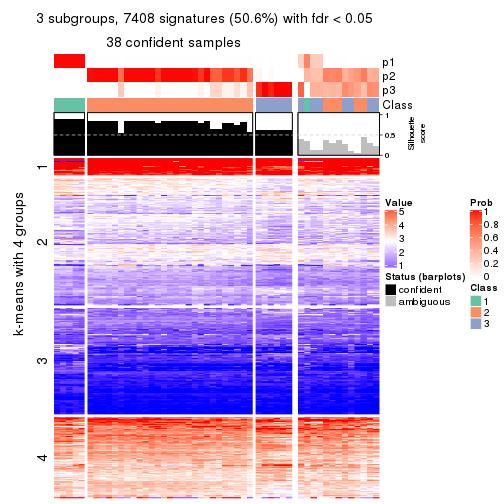 3 subgroups, 7408 signatures (50.6%) with fdr < 0.05
38 confident samples
p1
p2
p3
Class
1
0.5
0
Silhouette
score
k-means with 4 groups
1
2
3
4
Value
5
4
3
2
1
Status (barplots)
confident
ambiguous
Prob
1
0.8
0.6
0.4
0.2
0
Class
1
2
3